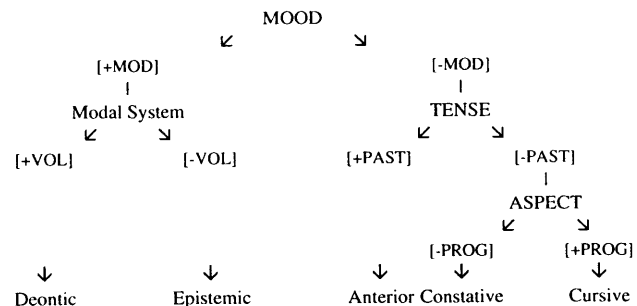 MOOD
[+MOD] [-MOD]
Modal System TENSE
[+VOL] [-VOL] [+PAST] [-PAST]
ASPECT
[-PROG] [+PROG]
Deontic Epistemic Anterior Constative Cursive